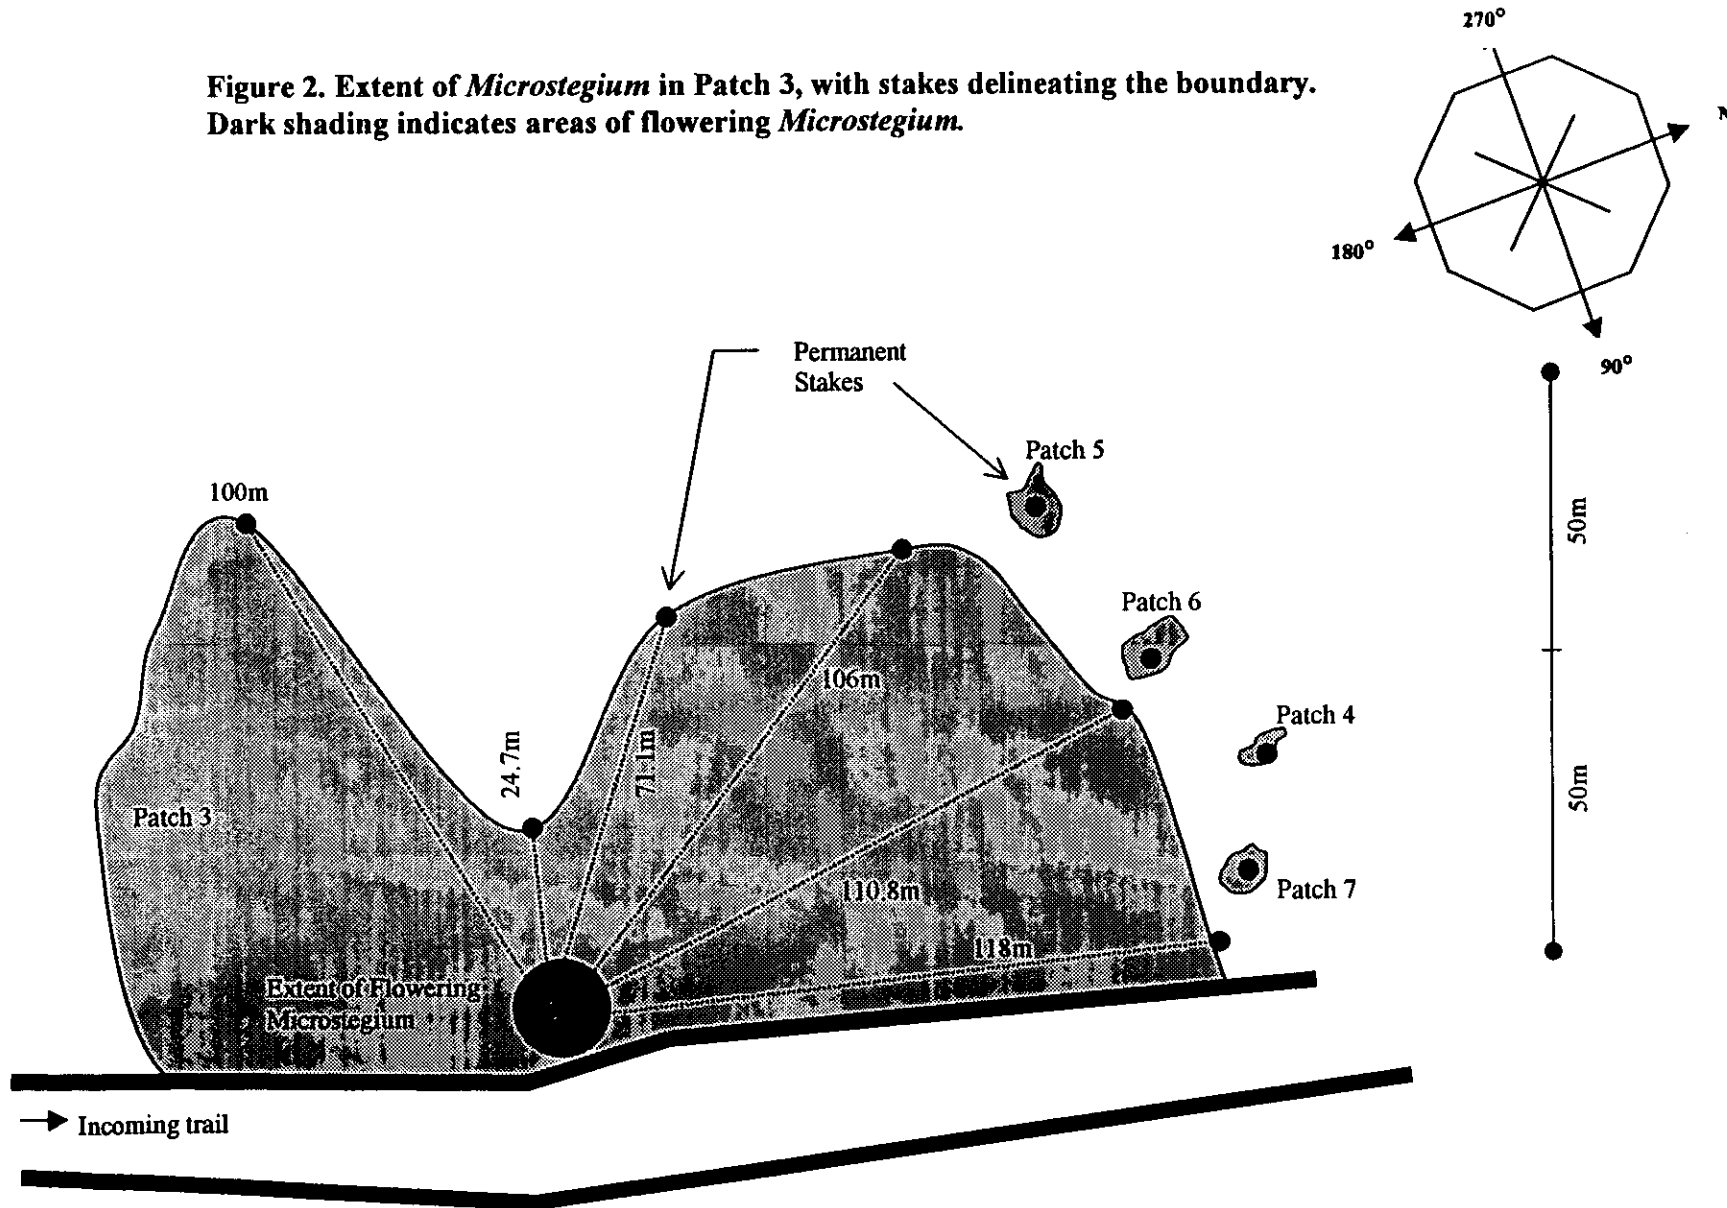 Figure 2. Extent of Microstegium in Patch 3, with stakes delineating the boundary.
Dark shading indicates areas of flowering Microstegium.
270°
N
180°
90°
Permanent
Stakes
Patch 5
100m
50m
Patch 6
106m
Patch 4
24.7m
71.1m
50m
Patch 3
110.8m
Patch 7
118m
Extent of Flowering
Microstegium
Incoming trail